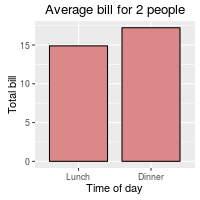 Average bill for 2 people
Total bill
15
10
5
0
Lunch Dinner
Time of day